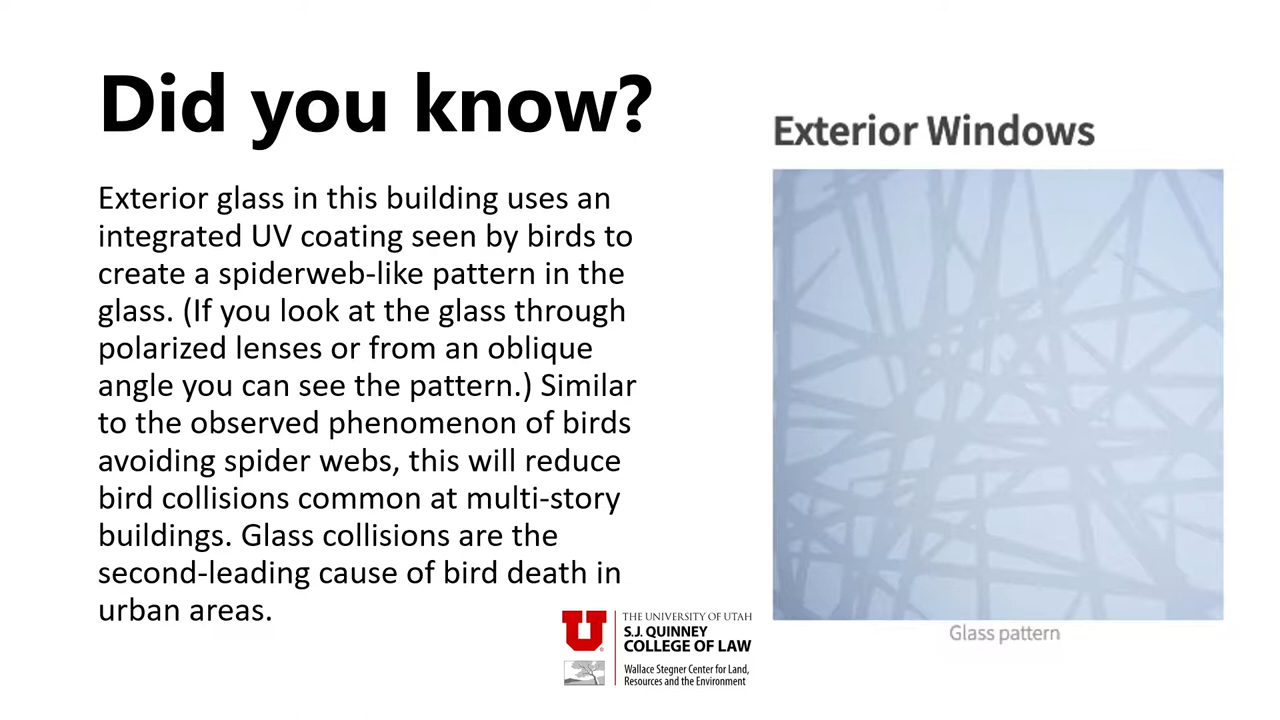 Did you know?
Exterior glass in this building uses an
integrated UV coating seen by birds to
create a spiderweb-like pattern in the
glass. (If you look at the glass through
polarized lenses or from an oblique
angle you can see the pattern.) Similar
to the observed phenomenon of birds
avoiding spider webs, this will reduce
bird collisions common at multi-story
buildings. Glass collisions are the
second-leading cause of bird death in
urban areas.
Exterior Windows
Glass pattern
U
THE UNIVERSITY OF UTAH
S.J. QUINNEY
COLLEGE OF LAW
Wallace Stegner Center for Land,
Resources and the Environment